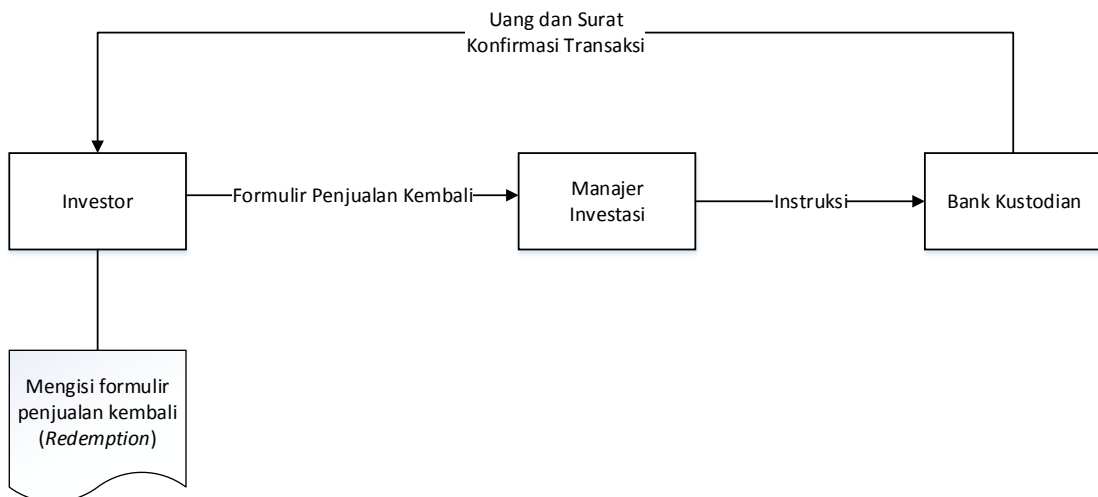 Uang dan Surat
Konfirmasi Transaksi
Investor
Formulir Penjualan Kembali
Manajer
Investasi
Instruksi
Bank Kustodian
Mengisi formulir
penjualan kembali
(Redemption)